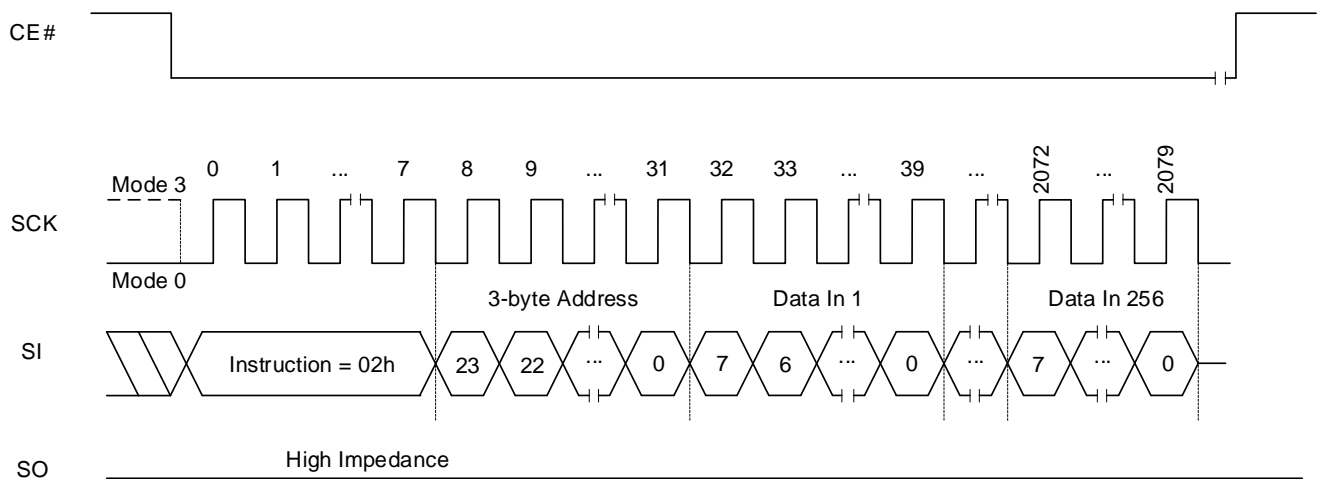 CE#
0 1 ... 7 8 9 ... 31 32 33 ... 39 ... 2072 ... 2079
Mode 3
SCK
Mode 0
3-byte Address Data In 1 Data In 256
SI Instruction = 02h 23 22 ... 0 7 6 ... 0 ... 7 ... 0
High Impedance
SO